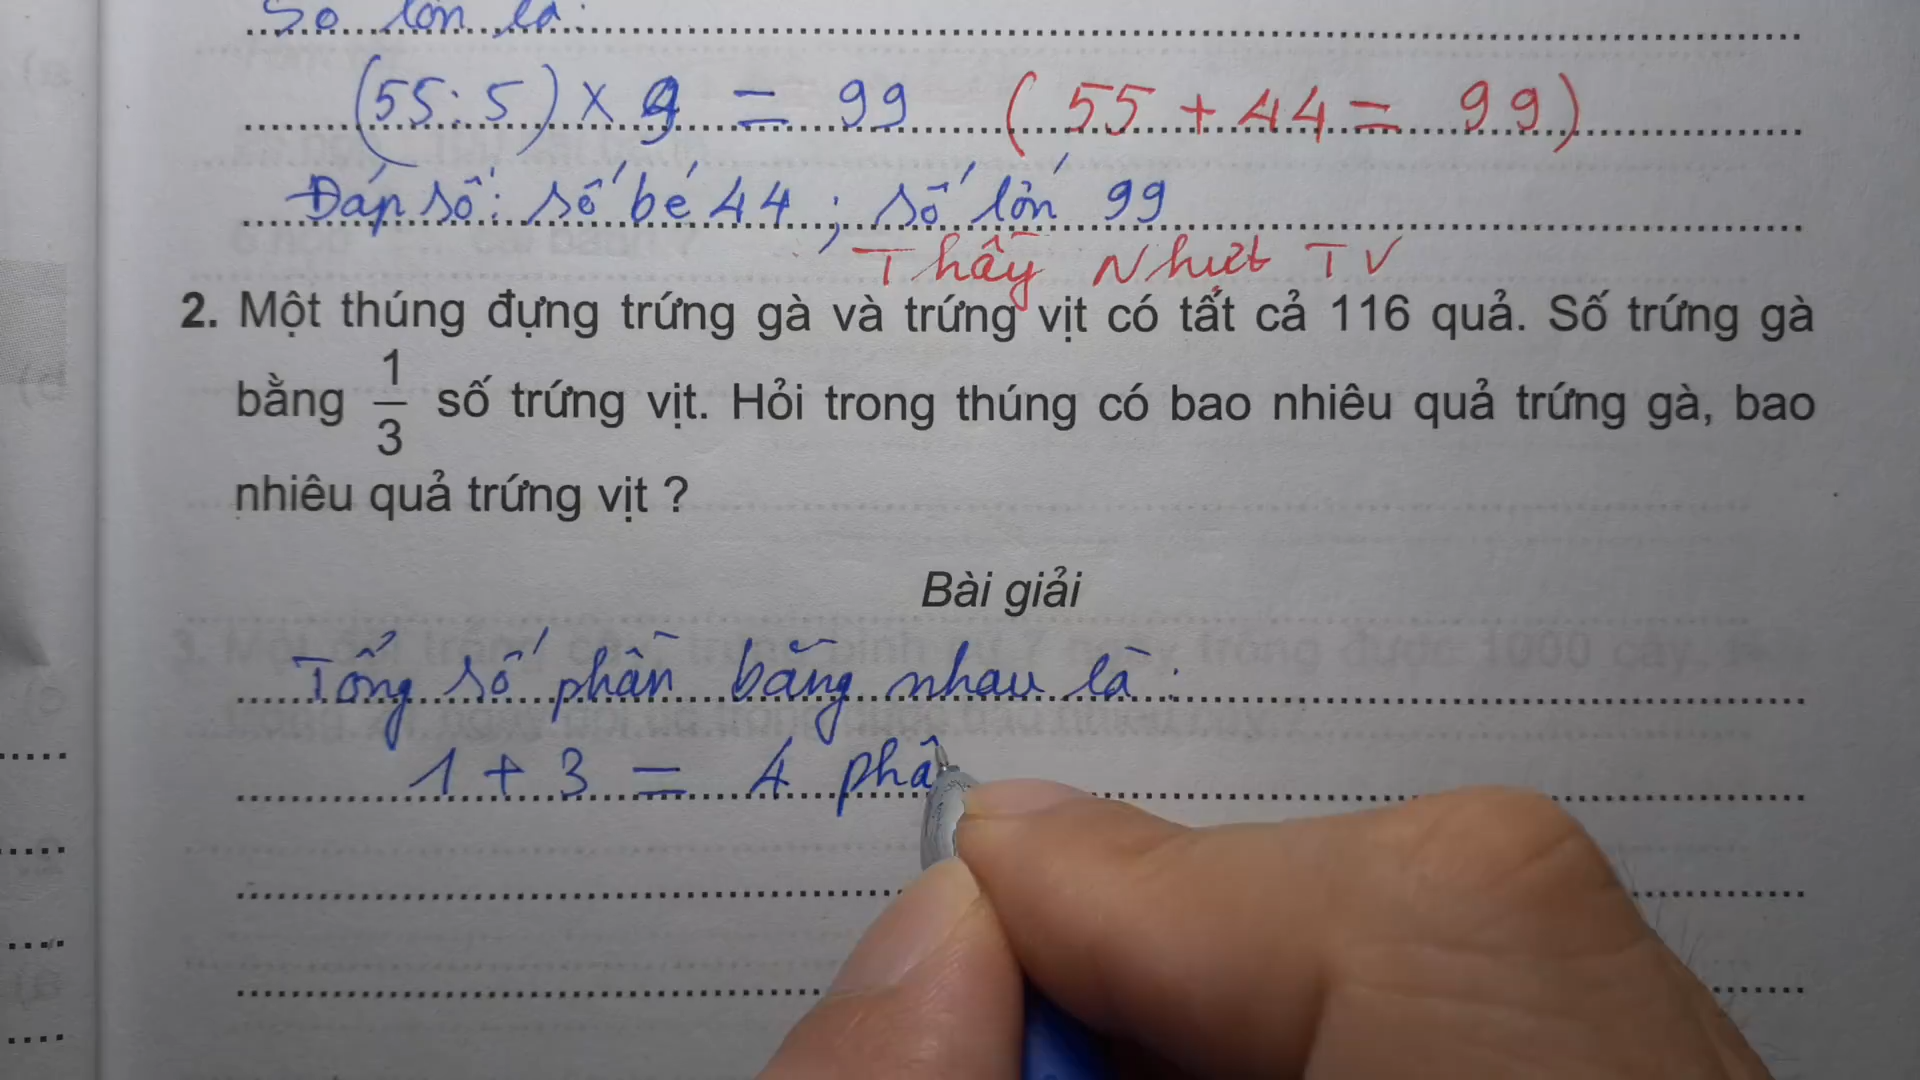 Số lớn là:
(55 : 5) × 9 = 99 (55 + 44 = 99)
Đáp số: số bé 44; số lớn 99
Thầy Nhựt TV
2. Một thúng đựng trứng gà và trứng vịt có tất cả 116 quả. Số trứng gà
bằng 1/3 số trứng vịt. Hỏi trong thúng có bao nhiêu quả trứng gà, bao
nhiêu quả trứng vịt ?
Bài giải
Tổng số phần bằng nhau là:
1 + 3 = 4 phâ